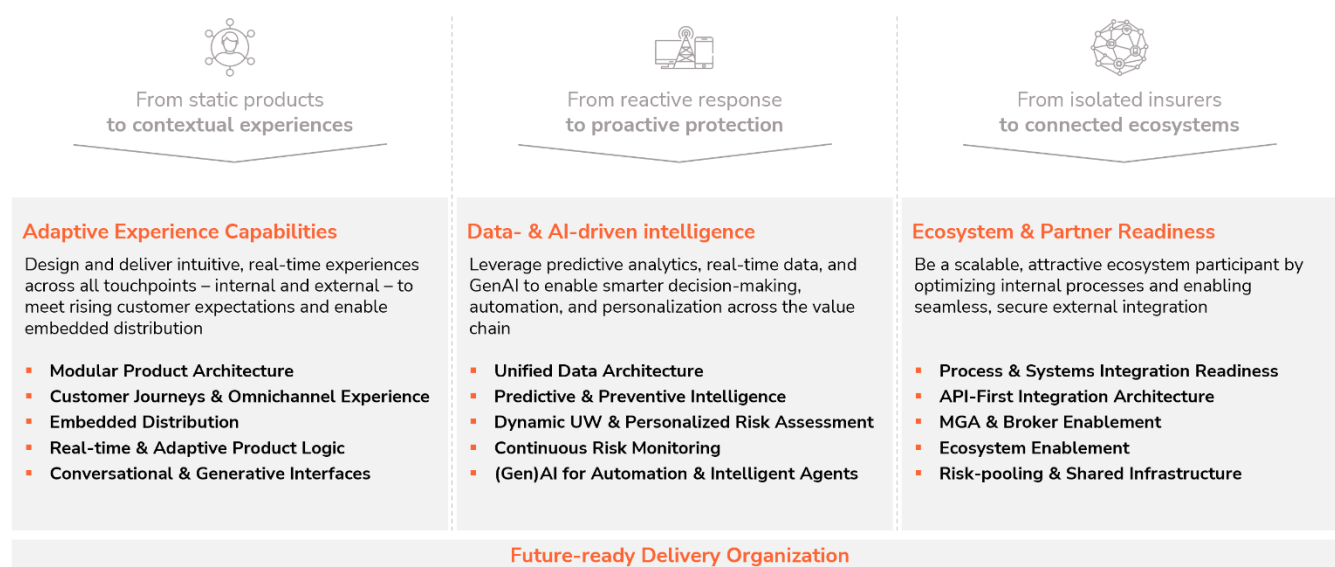 From static products
to contextual experiences
Adaptive Experience Capabilities
Design and deliver intuitive, real-time experiences
across all touchpoints – internal and external – to
meet rising customer expectations and enable
embedded distribution
▪ Modular Product Architecture
▪ Customer Journeys & Omnichannel Experience
▪ Embedded Distribution
▪ Real-time & Adaptive Product Logic
▪ Conversational & Generative Interfaces
From reactive response
to proactive protection
Data- & AI-driven intelligence
Leverage predictive analytics, real-time data, and
GenAI to enable smarter decision-making,
automation, and personalization across the value
chain
▪ Unified Data Architecture
▪ Predictive & Preventive Intelligence
▪ Dynamic UW & Personalized Risk Assessment
▪ Continuous Risk Monitoring
▪ (Gen)AI for Automation & Intelligent Agents
From isolated insurers
to connected ecosystems
Ecosystem & Partner Readiness
Be a scalable, attractive ecosystem participant by
optimizing internal processes and enabling
seamless, secure external integration
▪ Process & Systems Integration Readiness
▪ API-First Integration Architecture
▪ MGA & Broker Enablement
▪ Ecosystem Enablement
▪ Risk-pooling & Shared Infrastructure
Future-ready Delivery Organization